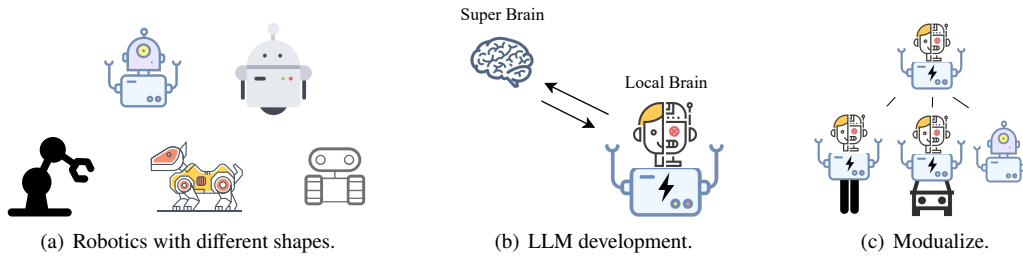 Super Brain
Local Brain
(a) Robotics with different shapes.
(b) LLM development.
(c) Modualize.